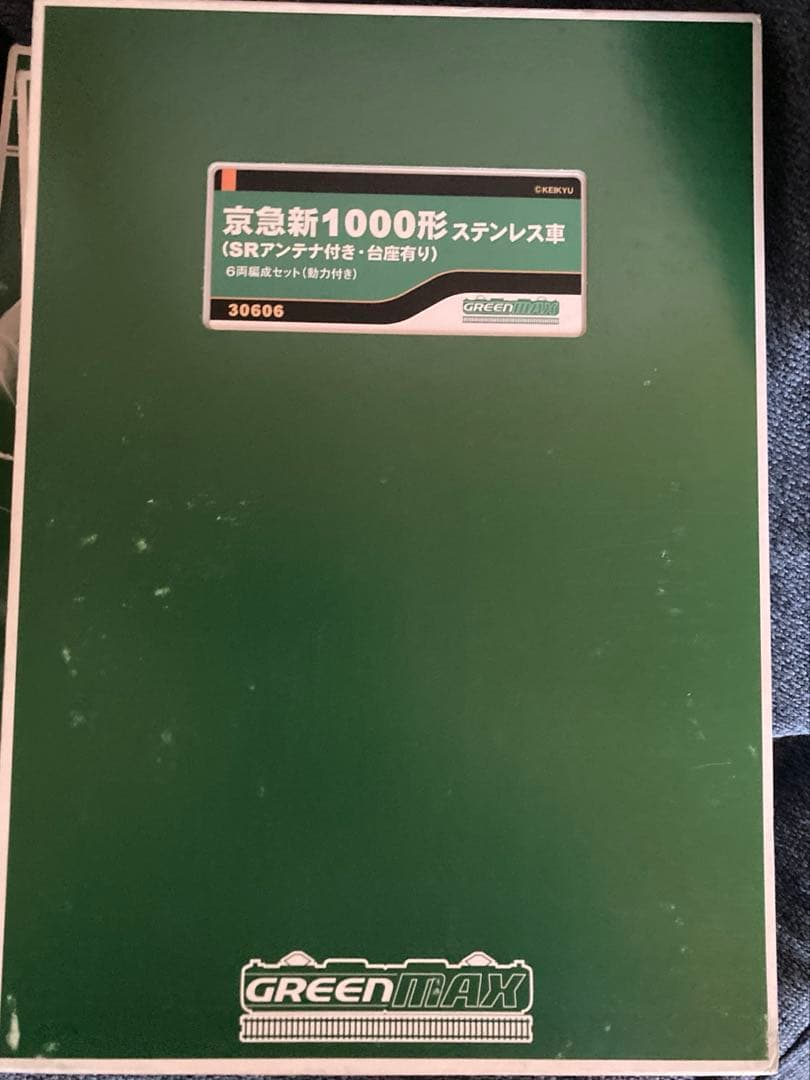 ©KEIKYU
京急新1000形 ステンレス車
(SRアンテナ付き・台座有り)
6両編成セット(動力付き)
30606
GREENMAX
GREENMAX